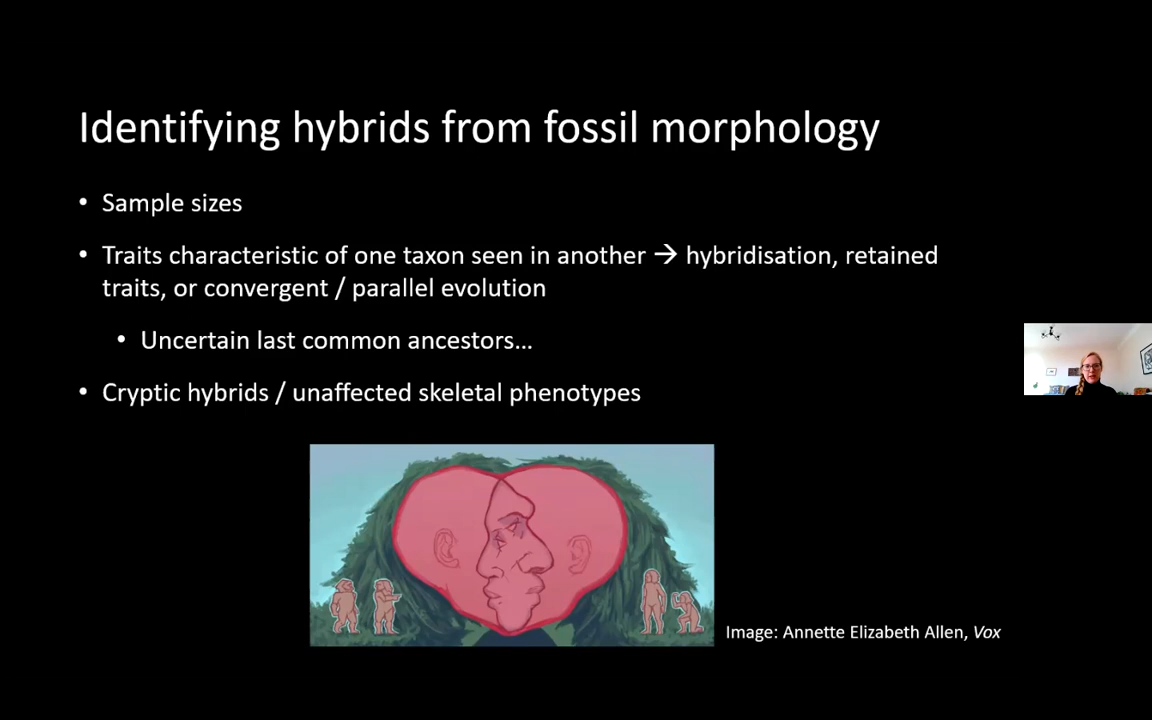 Identifying hybrids from fossil morphology
• Sample sizes
• Traits characteristic of one taxon seen in another → hybridisation, retained
traits, or convergent / parallel evolution
• Uncertain last common ancestors...
• Cryptic hybrids / unaffected skeletal phenotypes
Image: Annette Elizabeth Allen, Vox